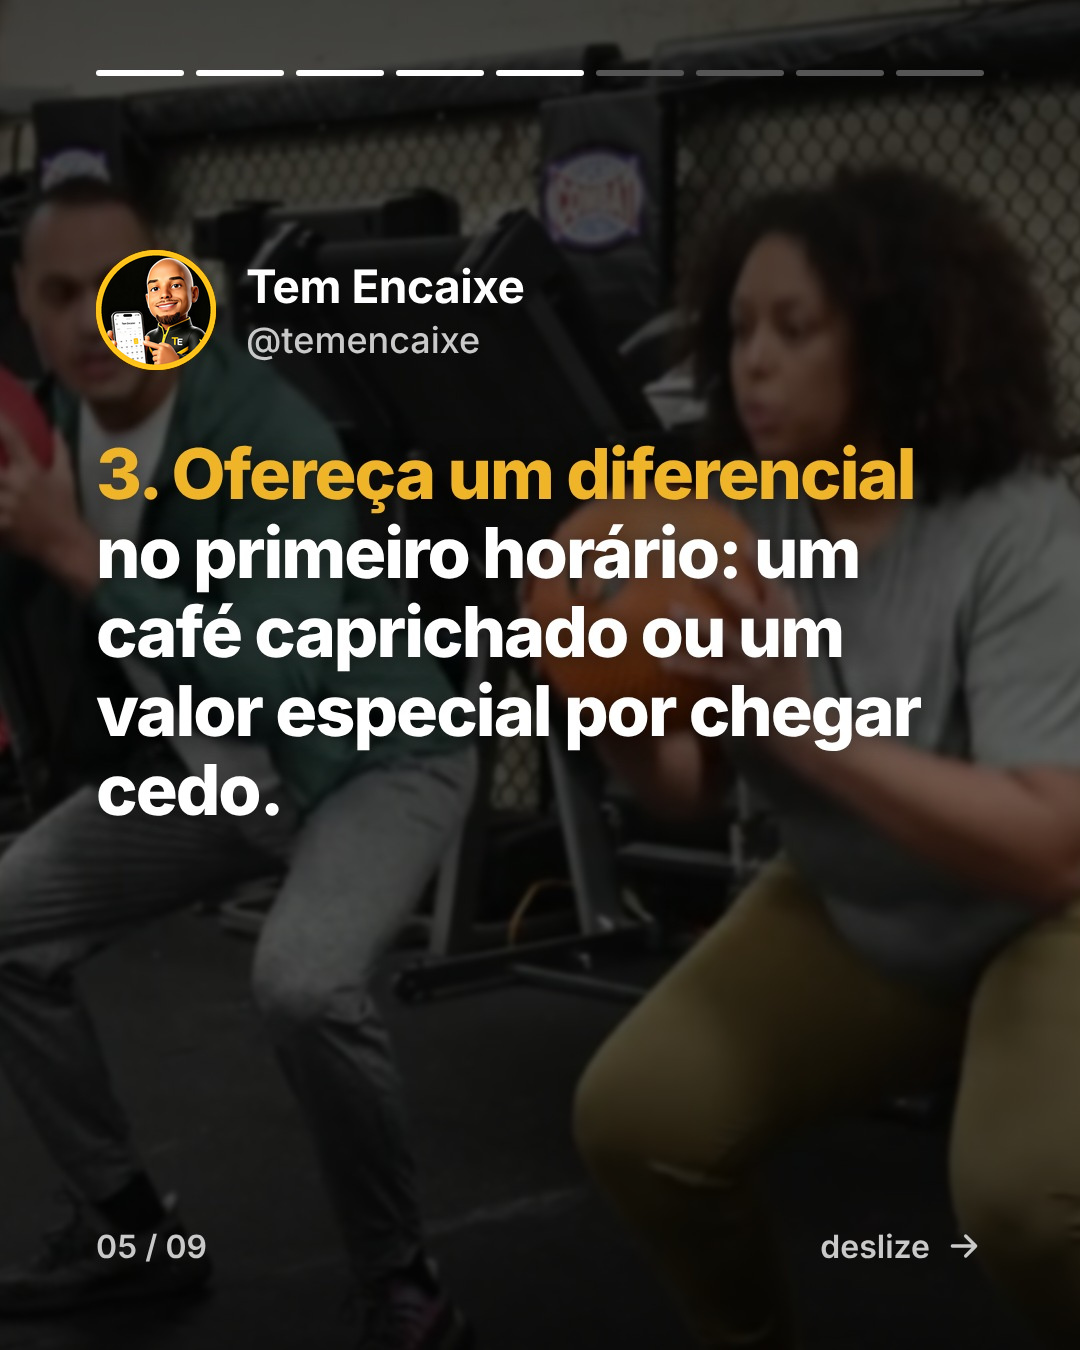 Tem Encaixe
@temencaixe
3. Ofereça um diferencial
no primeiro horário: um
café caprichado ou um
valor especial por chegar
cedo.
05 / 09
deslize →
TE